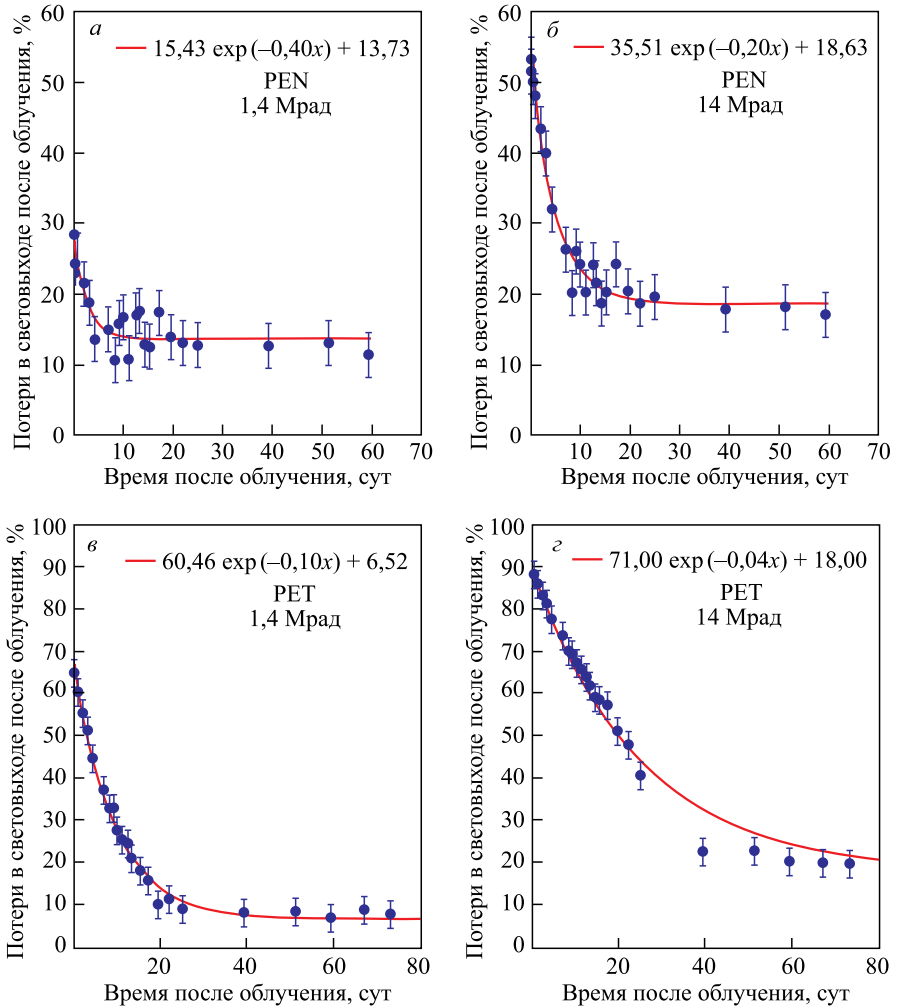 Потери в световыходе после облучения, %
60
50
40
30
20
10
0
а
15,43 exp (–0,40x) + 13,73
PEN
1,4 Мрад
10 20 30 40 50 60 70
Время после облучения, сут
Потери в световыходе после облучения, %
60
50
40
30
20
10
0
б
35,51 exp (–0,20x) + 18,63
PEN
14 Мрад
10 20 30 40 50 60 70
Время после облучения, сут
Потери в световыходе после облучения, %
100
90
80
70
60
50
40
30
20
10
0
в
60,46 exp (–0,10x) + 6,52
PET
1,4 Мрад
20 40 60 80
Время после облучения, сут
Потери в световыходе после облучения, %
100
90
80
70
60
50
40
30
20
10
0
г
71,00 exp (–0,04x) + 18,00
PET
14 Мрад
20 40 60 80
Время после облучения, сут